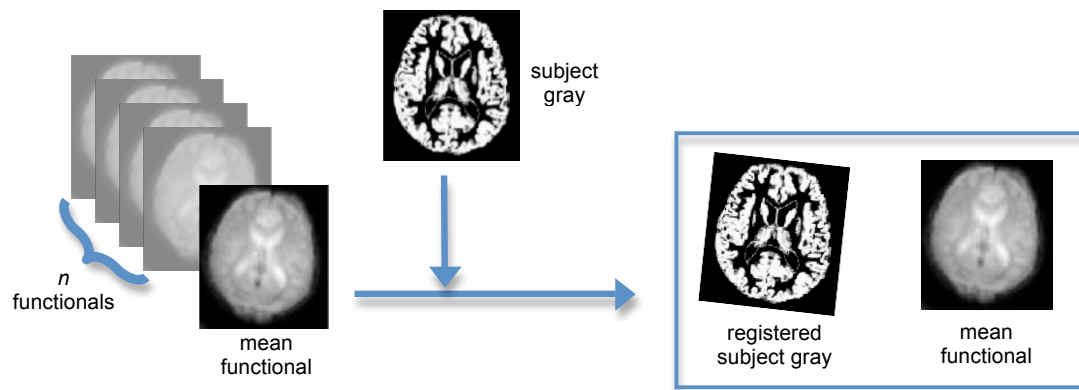 subject
gray
n
functionals
mean
functional
registered
subject gray
mean
functional